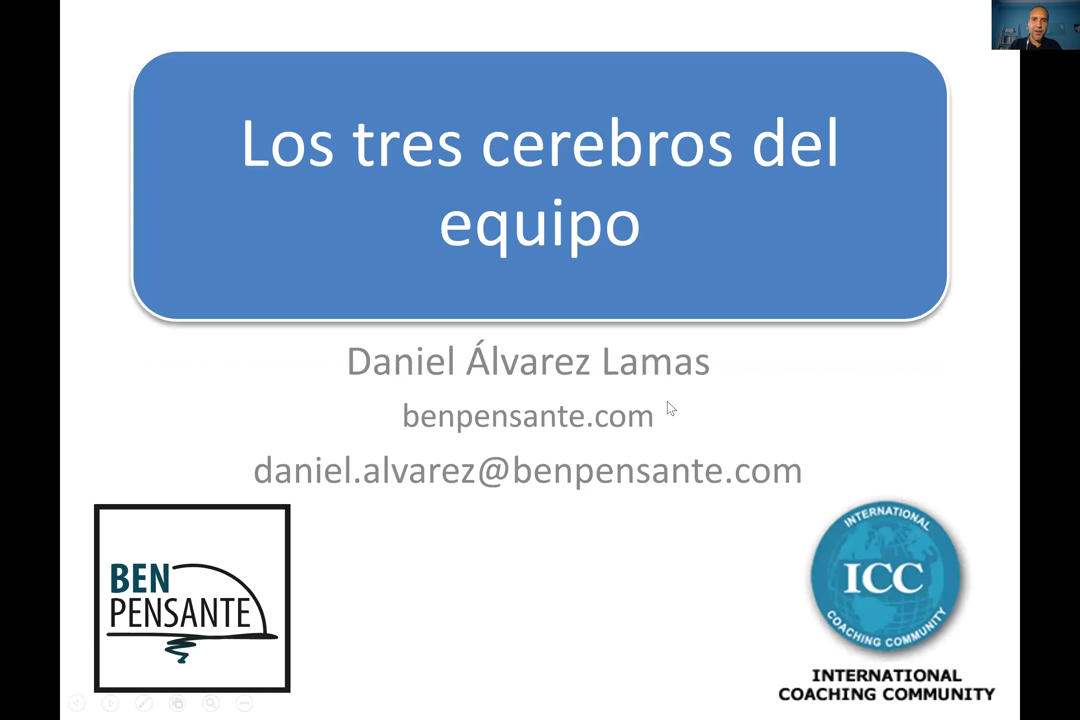 Los tres cerebros del
equipo
Daniel Álvarez Lamas
benpensante.com
daniel.alvarez@benpensante.com
BEN
PENSANTE
INTERNATIONAL
ICC
COACHING COMMUNITY
INTERNATIONAL
COACHING COMMUNITY